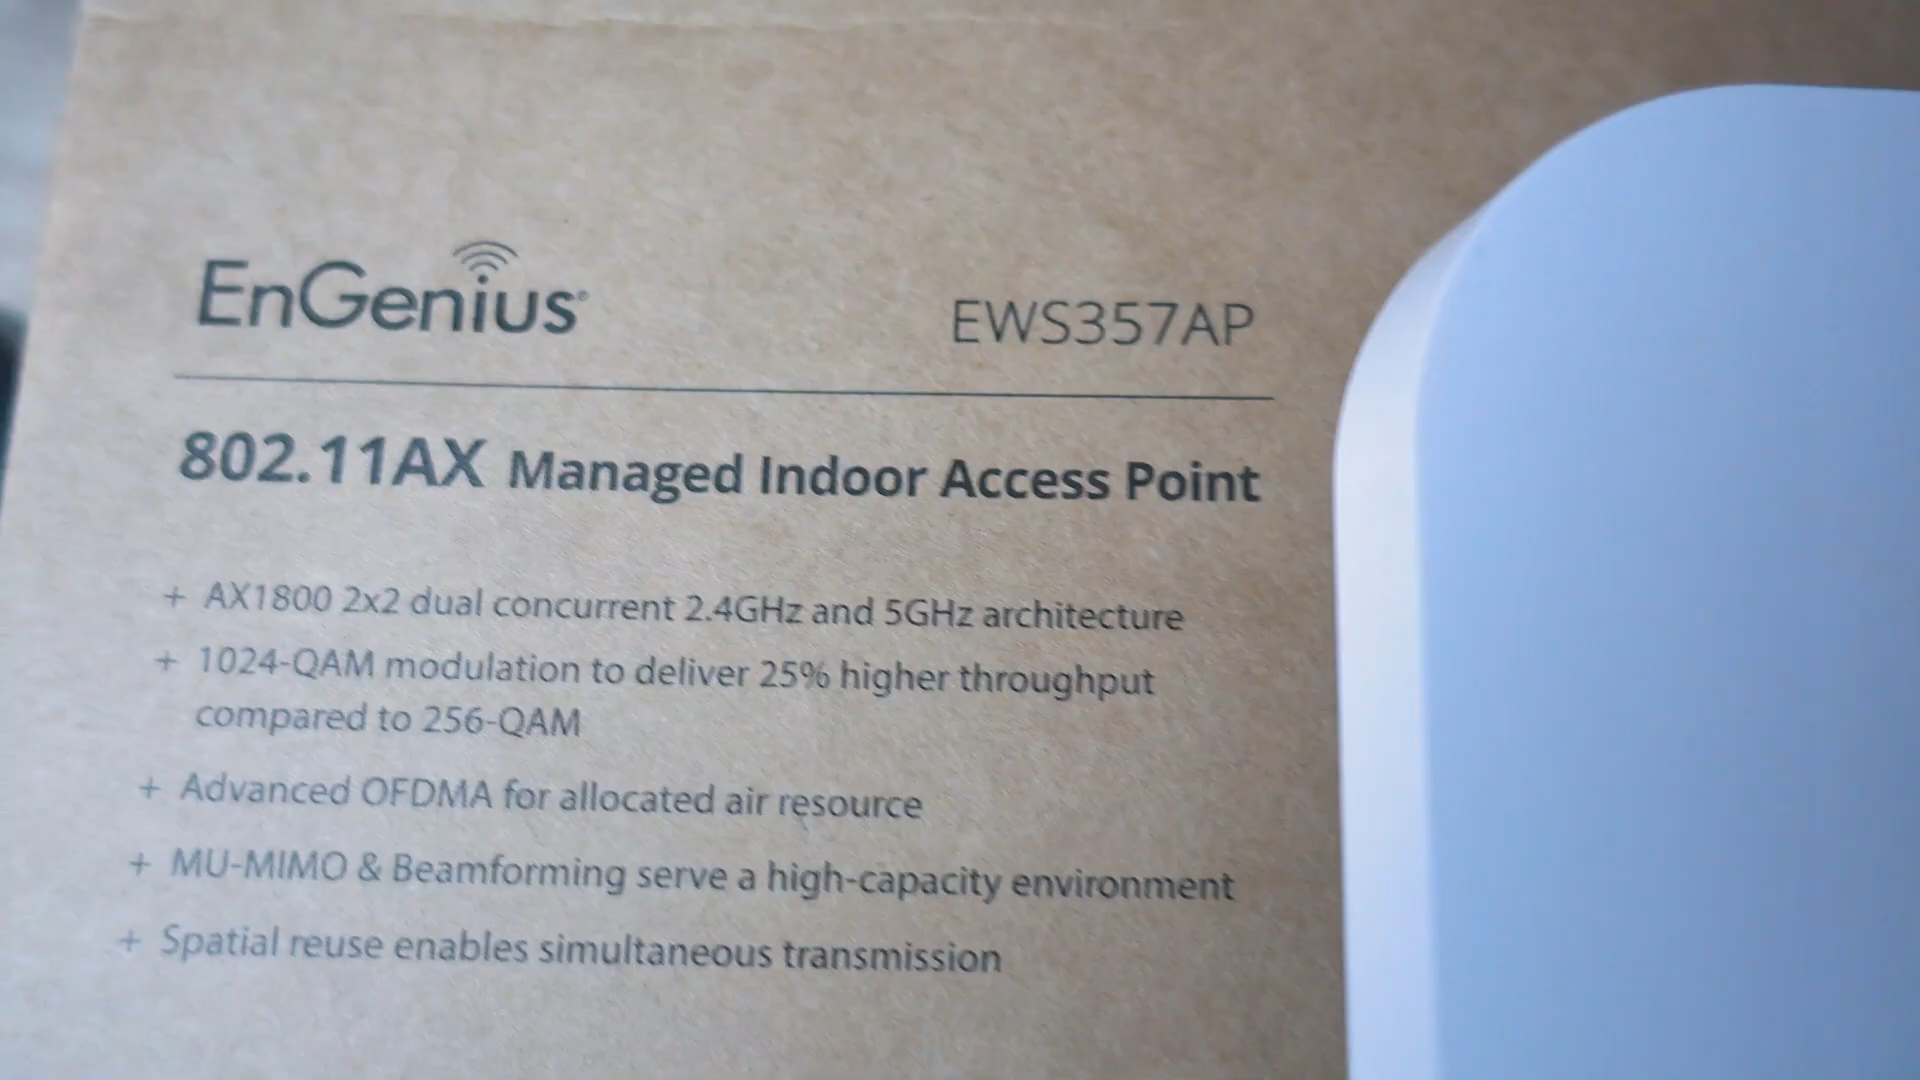 EnGenius®
EWS357AP
802.11AX Managed Indoor Access Point
+ AX1800 2x2 dual concurrent 2.4GHz and 5GHz architecture
+ 1024-QAM modulation to deliver 25% higher throughput
compared to 256-QAM
+ Advanced OFDMA for allocated air resource
+ MU-MIMO & Beamforming serve a high-capacity environment
+ Spatial reuse enables simultaneous transmission